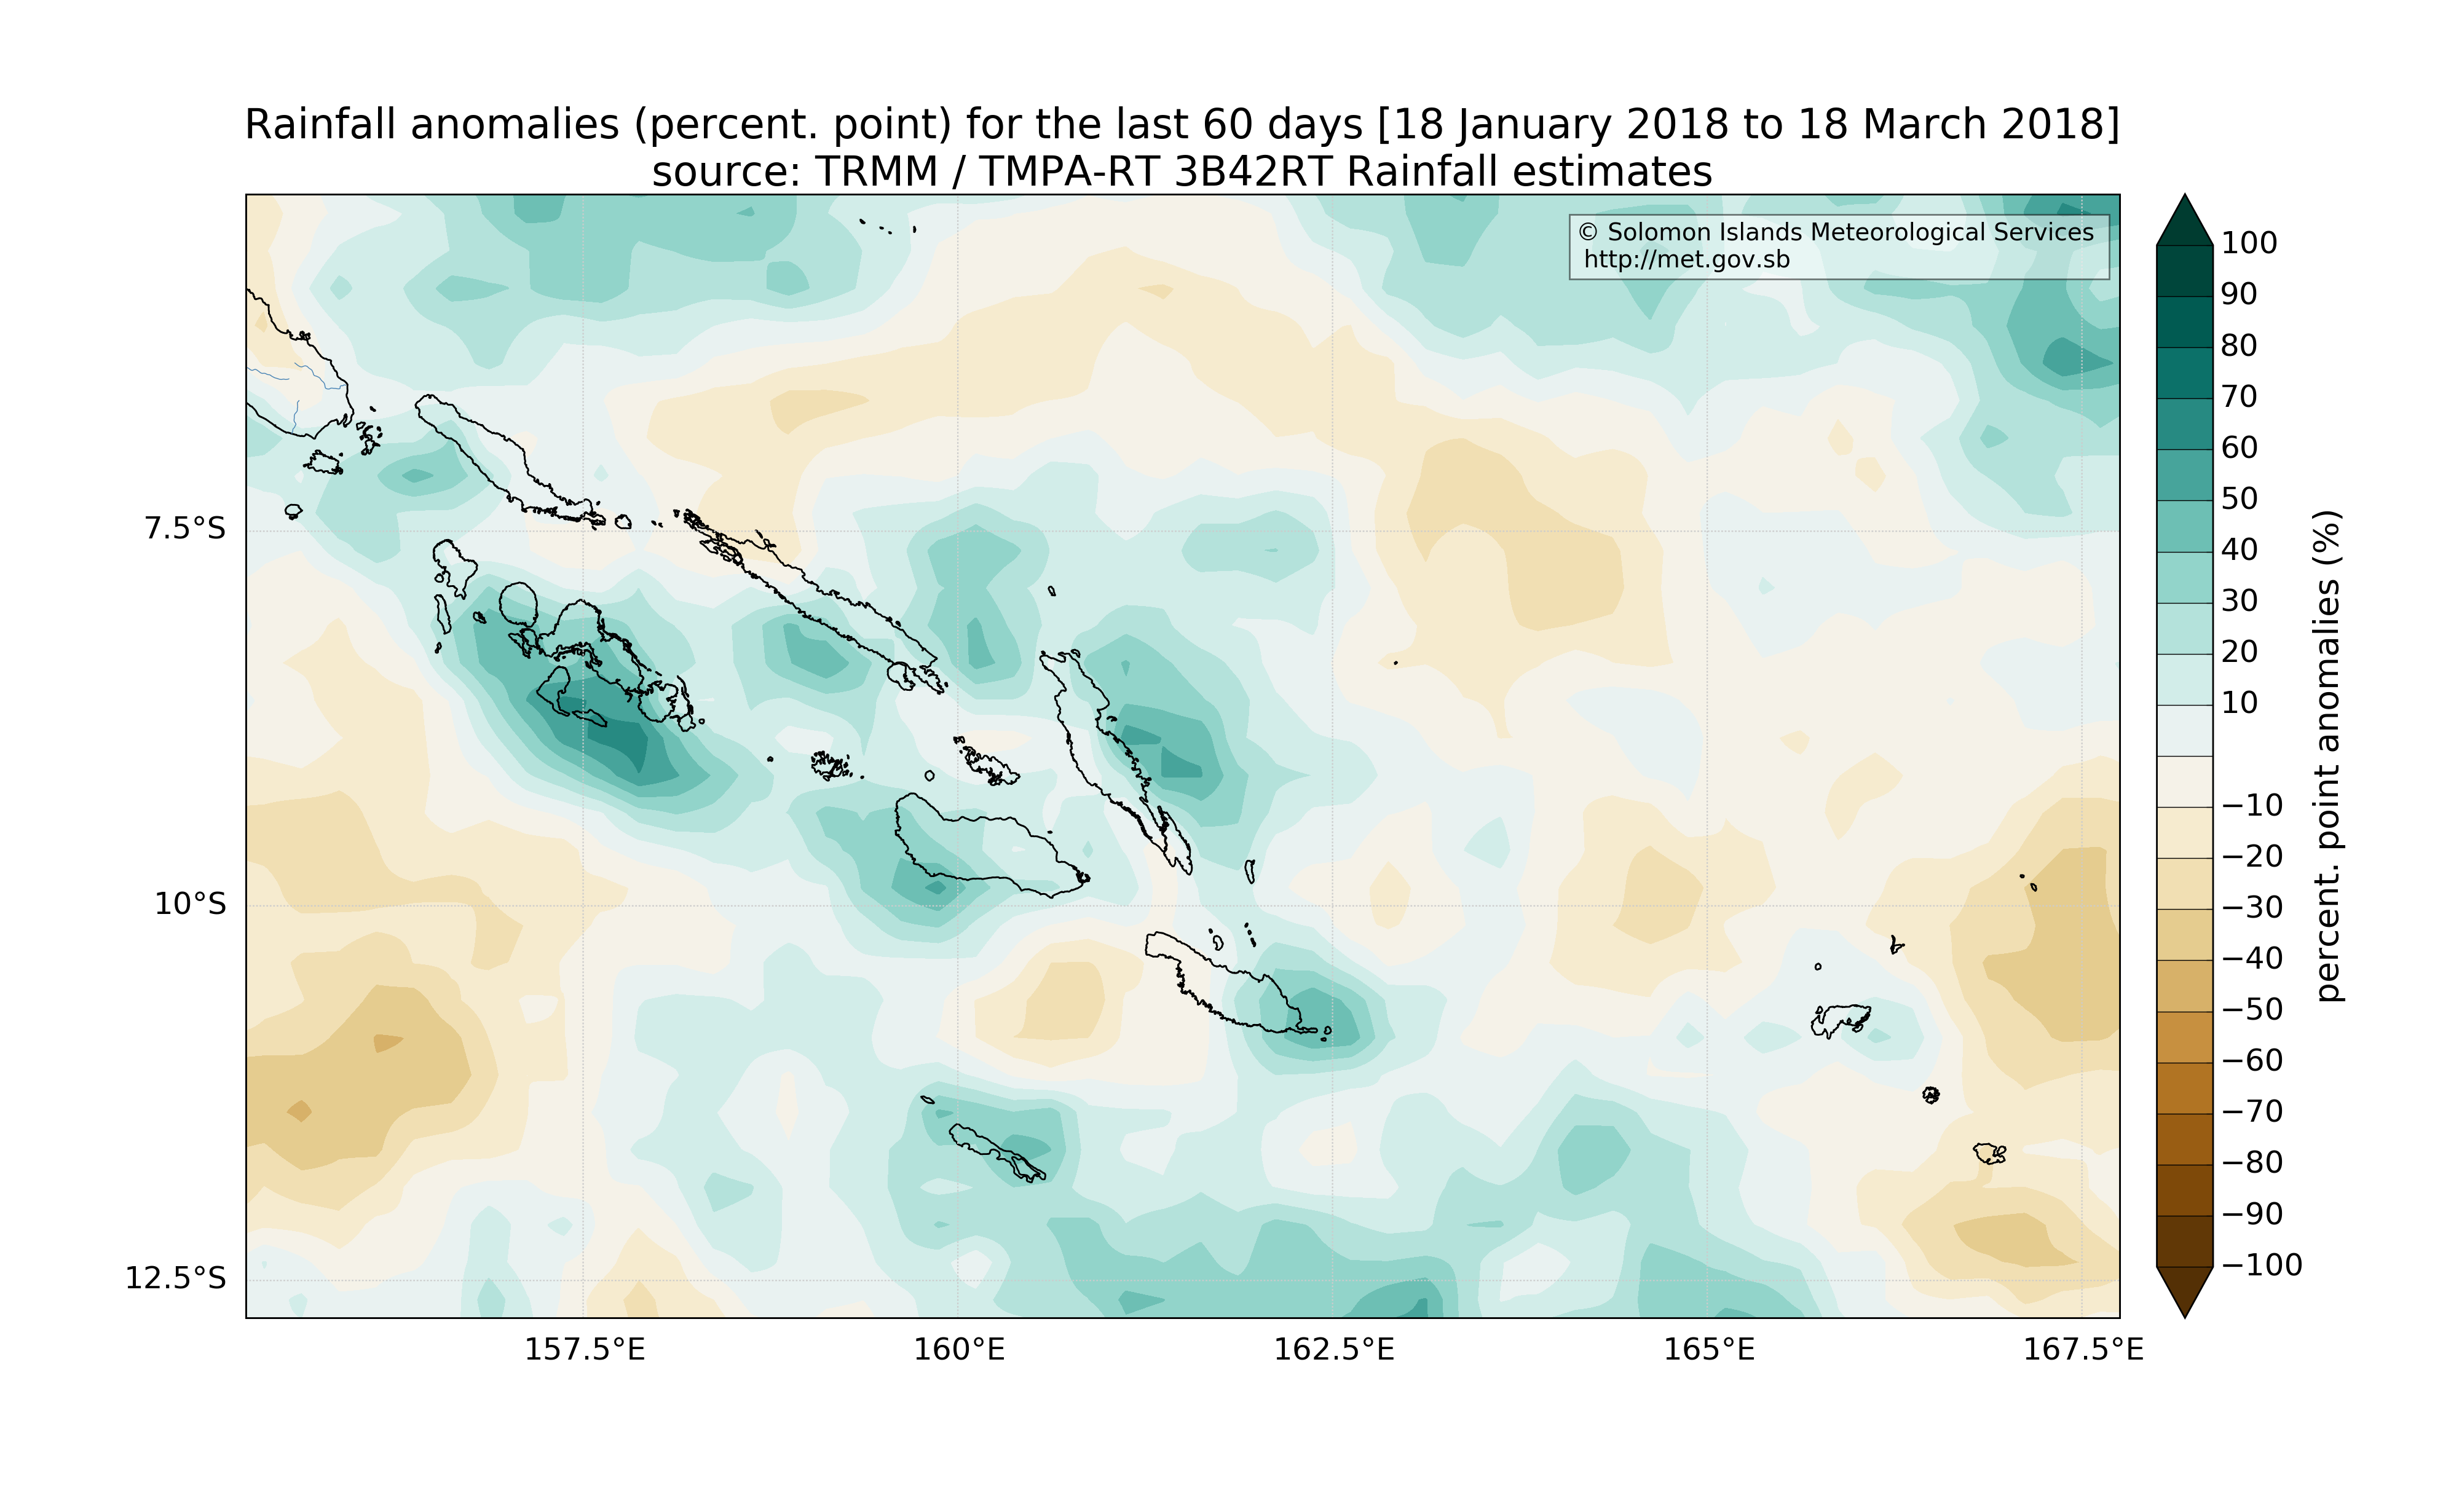 Rainfall anomalies (percent. point) for the last 60 days [18 January 2018 to 18 March 2018]
source: TRMM / TMPA-RT 3B42RT Rainfall estimates
© Solomon Islands Meteorological Services
http://met.gov.sb
7.5°S
10°S
12.5°S
157.5°E
160°E
162.5°E
165°E
167.5°E
100
90
80
70
60
50
40
30
20
10
−10
−20
−30
−40
−50
−60
−70
−80
−90
−100
percent. point anomalies (%)